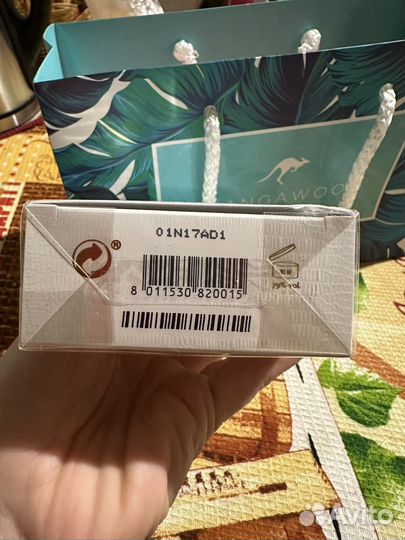 ANGAWOO
01N17AD1
®
8 011530 820015
79% vol.
Avito